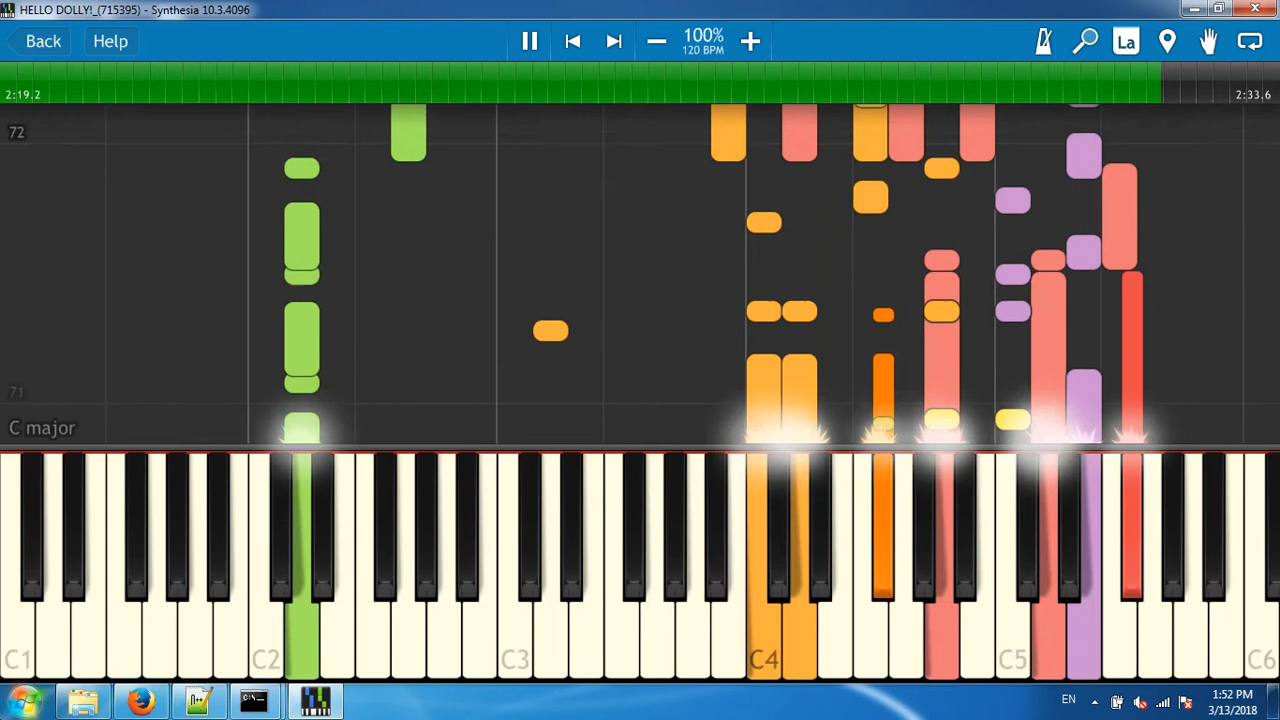 HELLO DOLLY!_(715395) - Synthesia 10.3.4096
Back
Help
100%
120 BPM
La
2:19.2
2:33.6
72
71
C major
C1
C2
C3
C4
C5
C6
EN
1:52 PM
3/13/2018